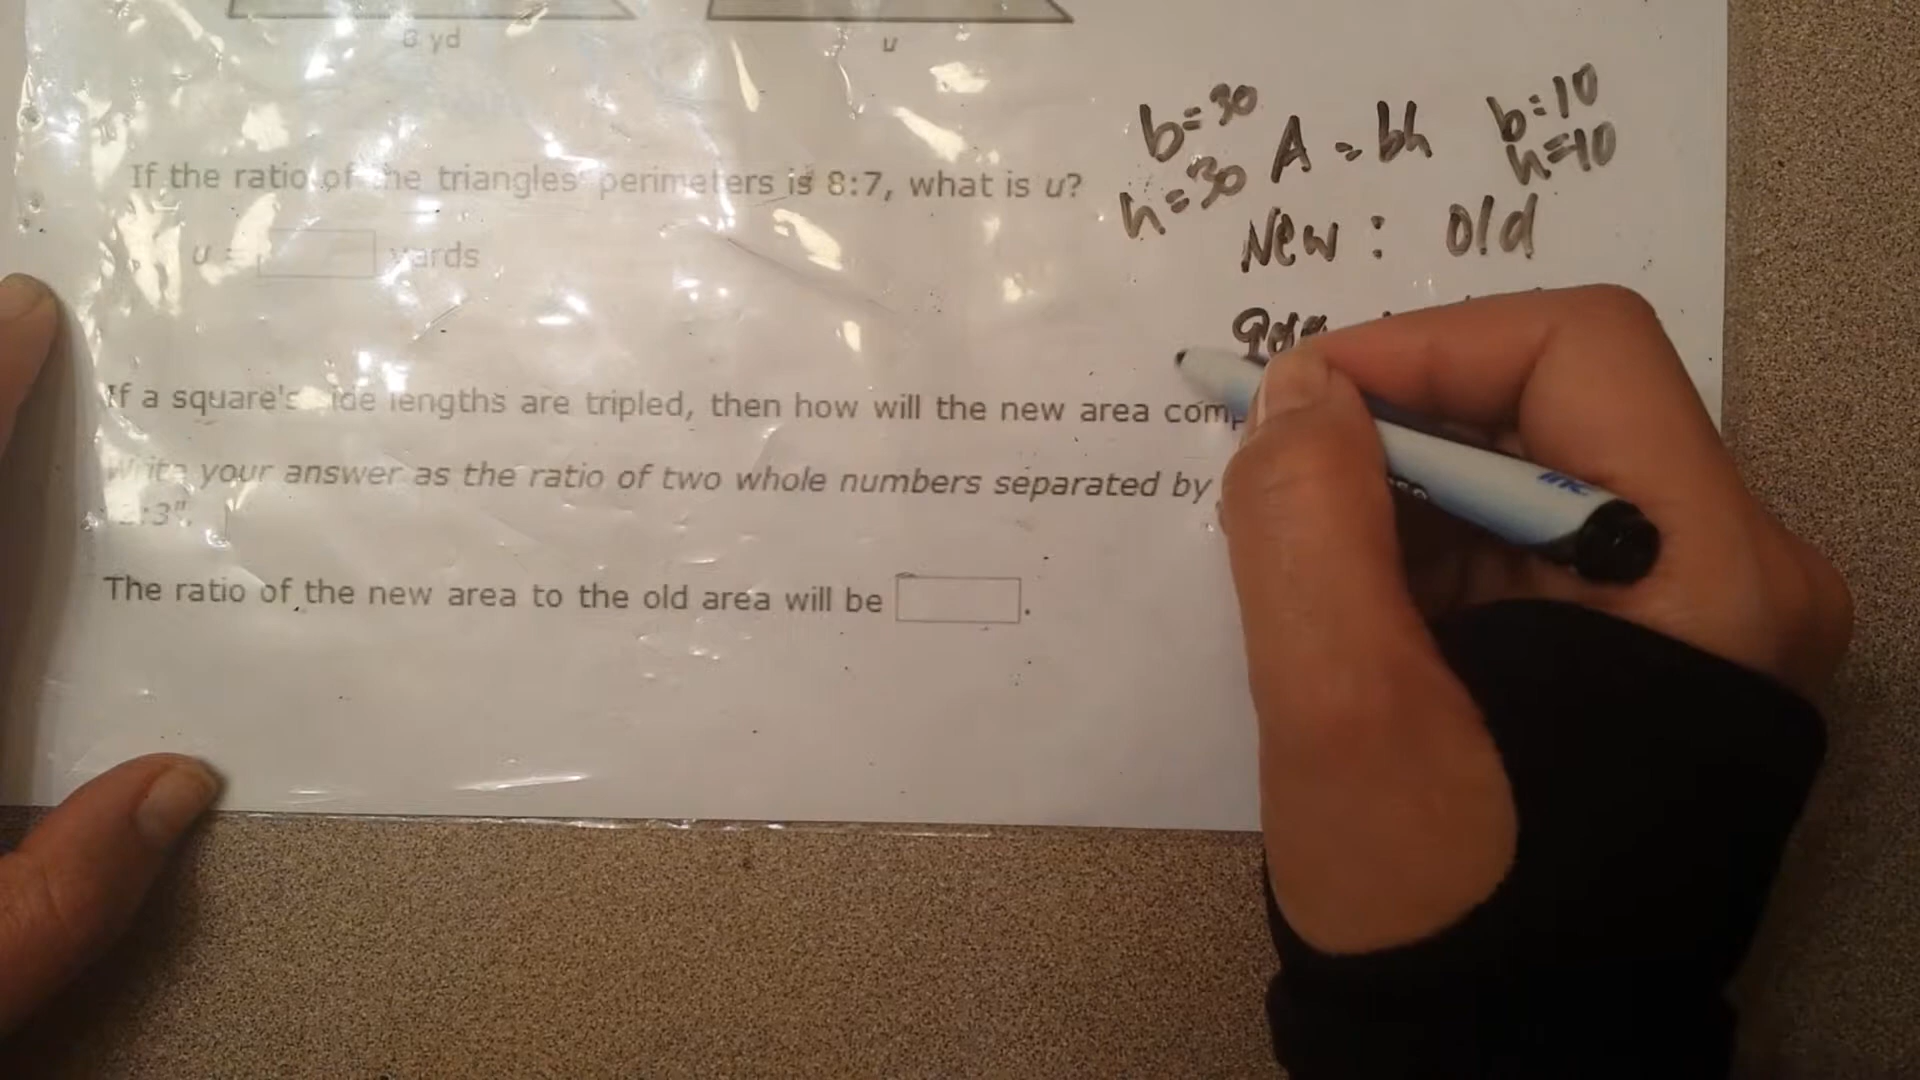 8 yd
u
If the ratio of the triangles' perimeters is 8:7, what is u?
u = yards
b=30
h=30
A = bh
b=10
h=10
New : Old
If a square's side lengths are tripled, then how will the new area
Write your answer as the ratio of two whole numbers separated by
:3".
The ratio of the new area to the old area will be .